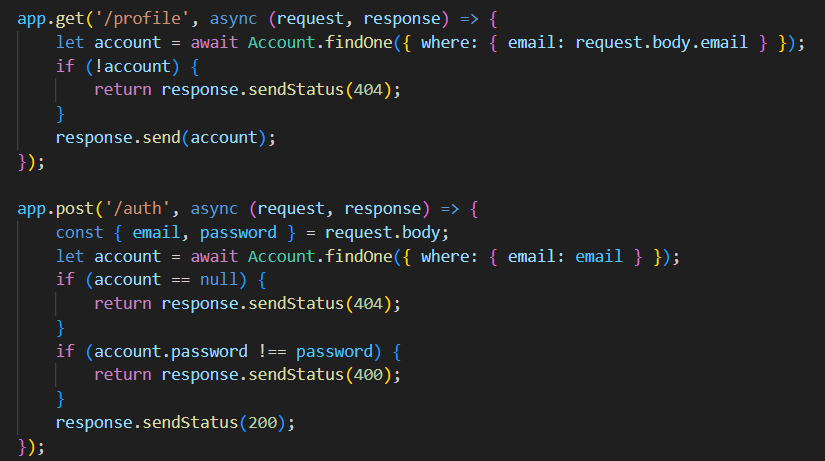 app.get('/profile', async (request, response) => {
    let account = await Account.findOne({ where: { email: request.body.email } });
    if (!account) {
        return response.sendStatus(404);
    }
    response.send(account);
});

app.post('/auth', async (request, response) => {
    const { email, password } = request.body;
    let account = await Account.findOne({ where: { email: email } });
    if (account == null) {
        return response.sendStatus(404);
    }
    if (account.password !== password) {
        return response.sendStatus(400);
    }
    response.sendStatus(200);
});